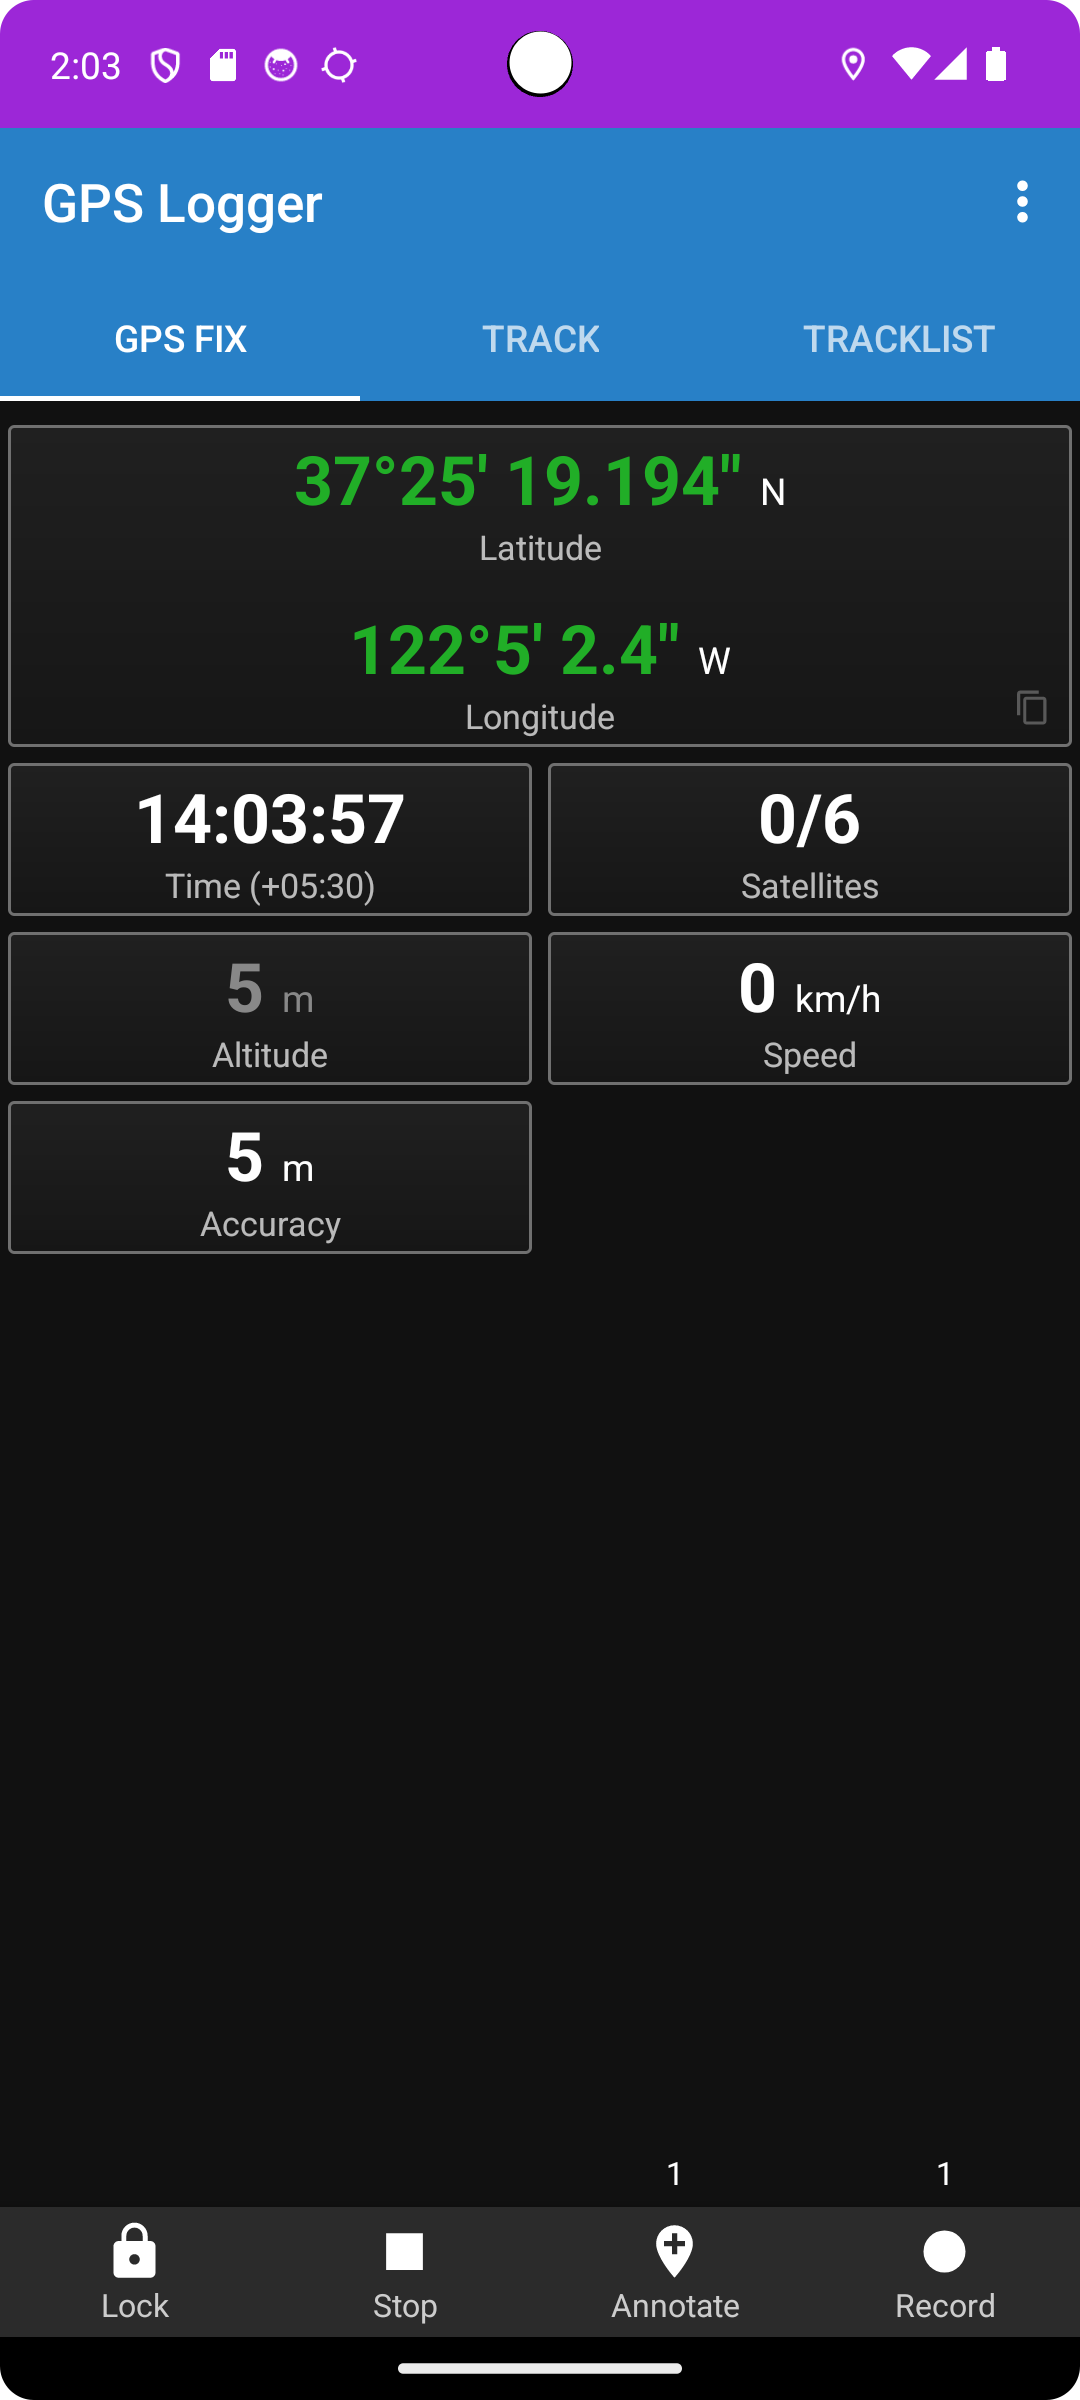 2:03
GPS Logger
GPS FIX
TRACK
TRACKLIST
37°25' 19.194" N
Latitude
122°5' 2.4" W
Longitude
14:03:57
Time (+05:30)
0/6
Satellites
5 m
Altitude
0 km/h
Speed
5 m
Accuracy
1
1
Lock
Stop
Annotate
Record